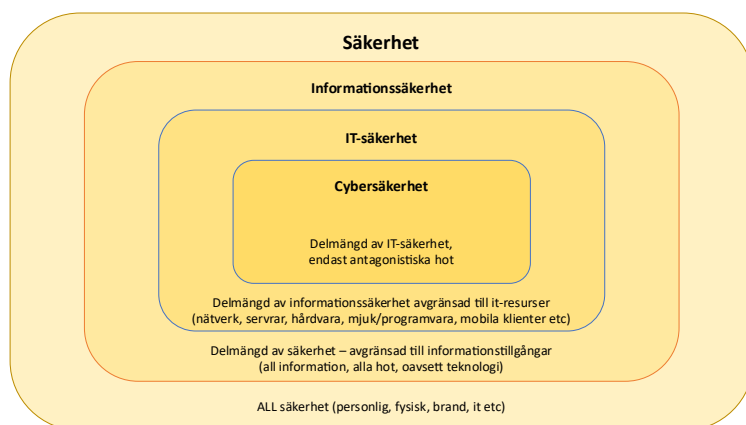 Säkerhet
Informationssäkerhet
IT-säkerhet
Cybersäkerhet
Delmängd av IT-säkerhet,
endast antagonistiska hot
Delmängd av informationssäkerhet avgränsad till it-resurser
(nätverk, servrar, hårdvara, mjuk/programvara, mobila klienter etc)
Delmängd av säkerhet – avgränsad till informationstillgångar
(all information, alla hot, oavsett teknologi)
ALL säkerhet (personlig, fysisk, brand, it etc)